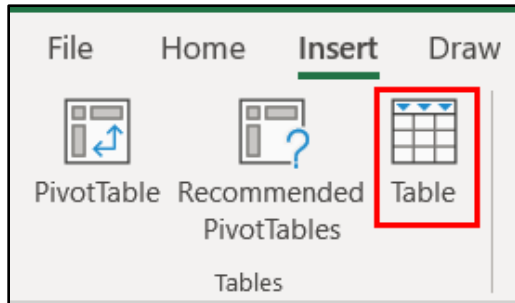 File Home Insert Draw
PivotTable Recommended Table
PivotTables
Tables